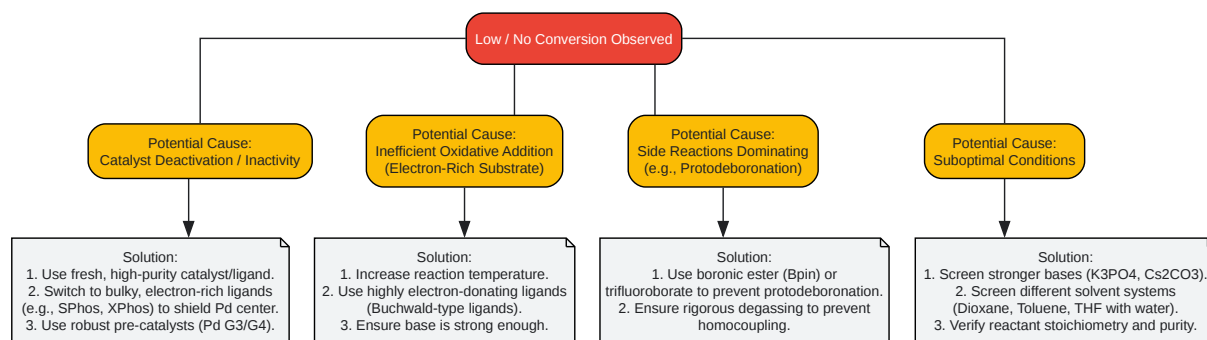 Low / No Conversion Observed
Potential Cause:
Catalyst Deactivation / Inactivity
Potential Cause:
Inefficient Oxidative Addition
(Electron-Rich Substrate)
Potential Cause:
Side Reactions Dominating
(e.g., Protodeboronation)
Potential Cause:
Suboptimal Conditions
Solution:
1. Use fresh, high-purity catalyst/ligand.
2. Switch to bulky, electron-rich ligands
(e.g., SPhos, XPhos) to shield Pd center.
3. Use robust pre-catalysts (Pd G3/G4).
Solution:
1. Increase reaction temperature.
2. Use highly electron-donating ligands
(Buchwald-type ligands).
3. Ensure base is strong enough.
Solution:
1. Use boronic ester (Bpin) or
trifluoroborate to prevent protodeboronation.
2. Ensure rigorous degassing to prevent
homocoupling.
Solution:
1. Screen stronger bases (K3PO4, Cs2CO3).
2. Screen different solvent systems
(Dioxane, Toluene, THF with water).
3. Verify reactant stoichiometry and purity.